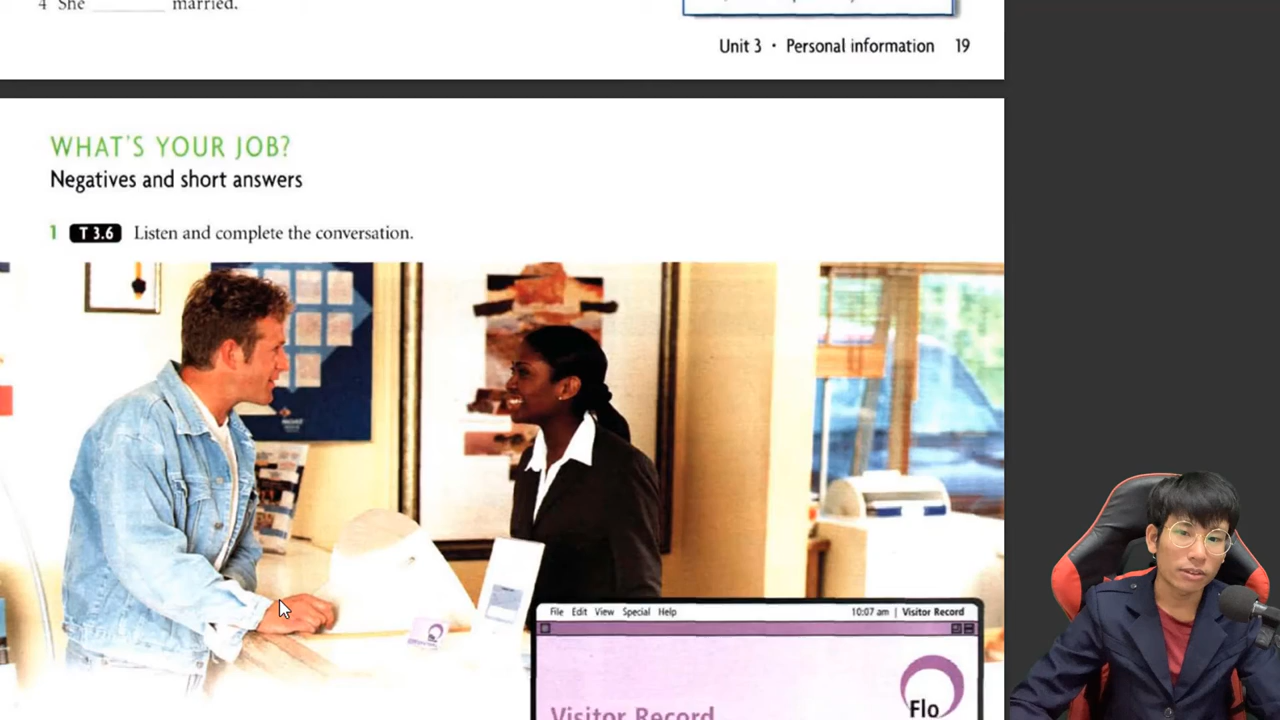 4 She ________ married.
Unit 3 · Personal information 19
WHAT'S YOUR JOB?
Negatives and short answers
1 T 3.6 Listen and complete the conversation.
File Edit View Special Help 10:07 am | Visitor Record
Visitor Record
Flo